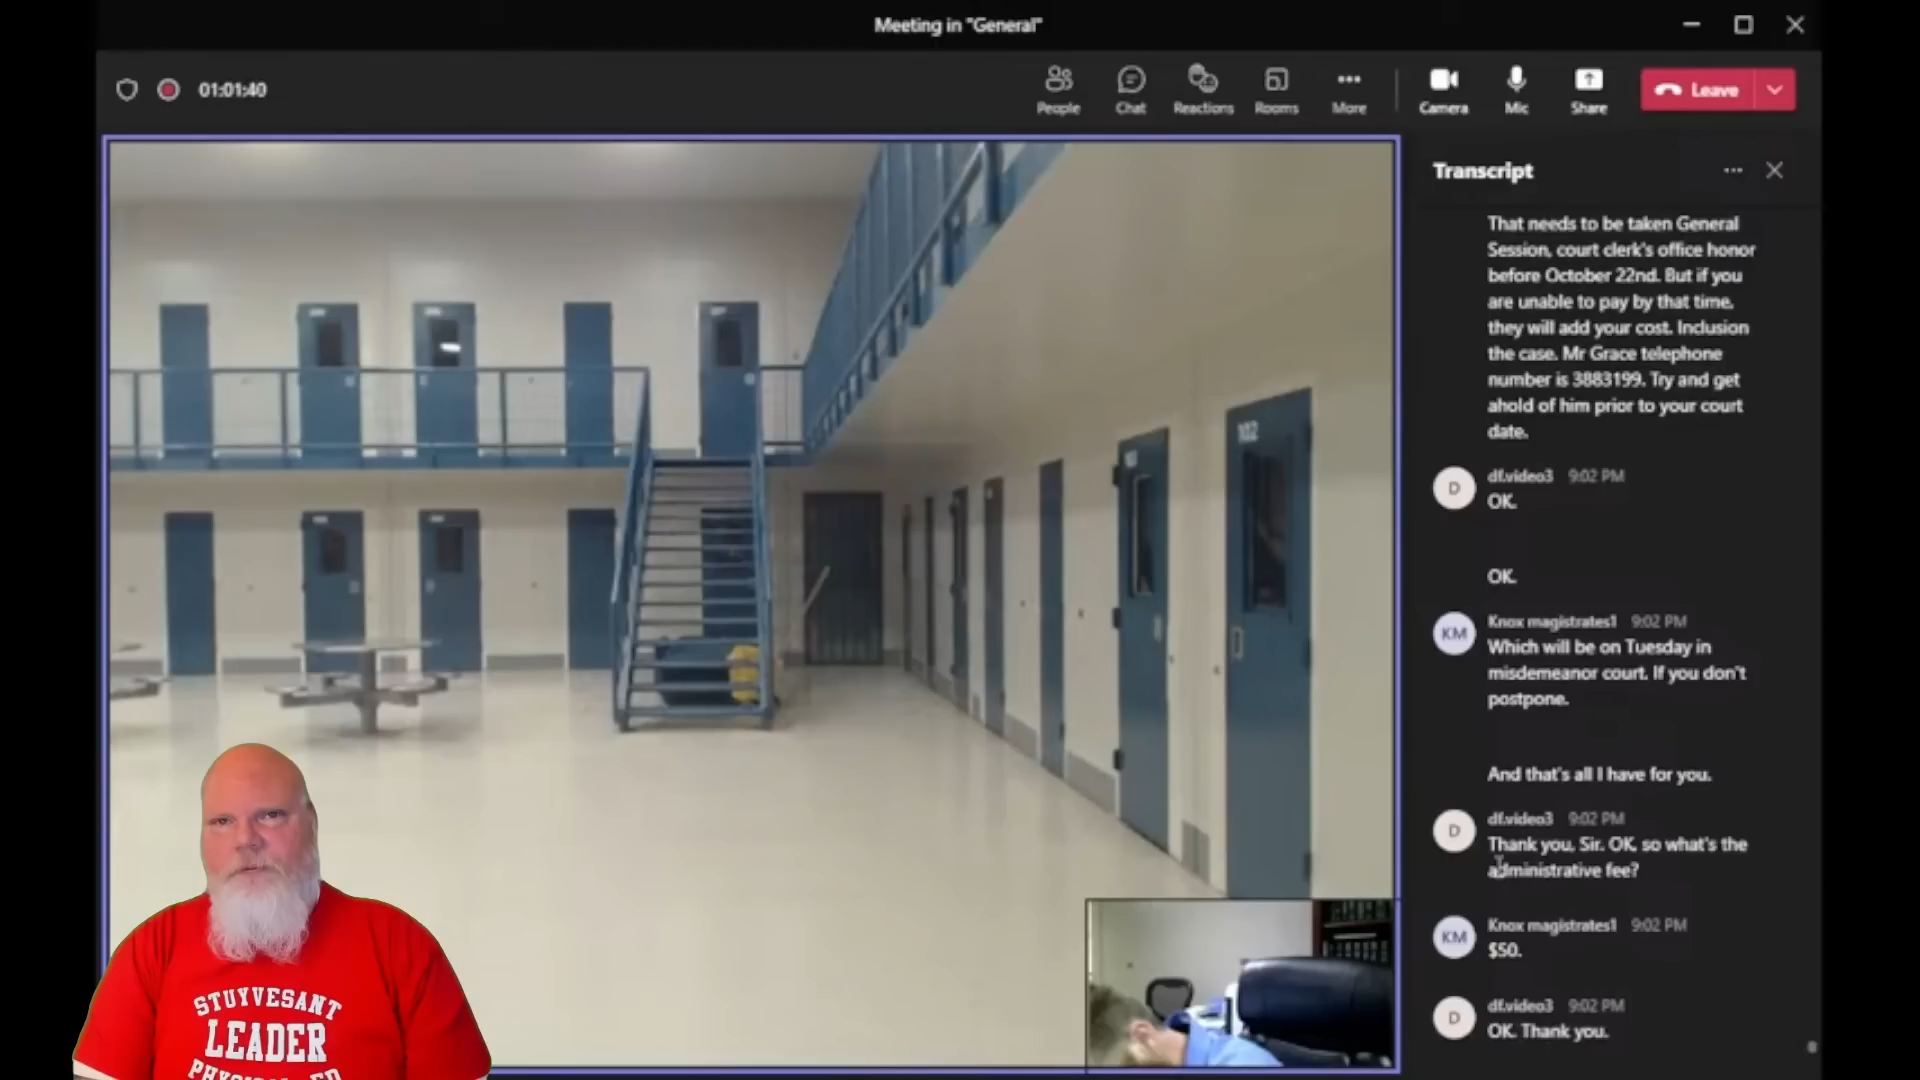 Meeting in "General"
01:01:40
People
Chat
Reactions
Rooms
More
Camera
Mic
Share
Leave
Transcript
That needs to be taken General
Session, court clerk's office honor
before October 22nd. But if you
are unable to pay by that time.
they will add your cost. Inclusion
the case. Mr Grace telephone
number is 3883199. Try and get
ahold of him prior to your court
date.
D
df.video3 9:02 PM
OK.
OK.
KM
Knox magistrates1 9:02 PM
Which will be on Tuesday in
misdemeanor court. If you don't
postpone.
And that's all I have for you.
D
df.video3 9:02 PM
Thank you, Sir. OK, so what's the
administrative fee?
KM
Knox magistrates1 9:02 PM
$50.
D
df.video3 9:02 PM
OK. Thank you.
102
STUYVESANT
LEADER
PHYSICAL ED